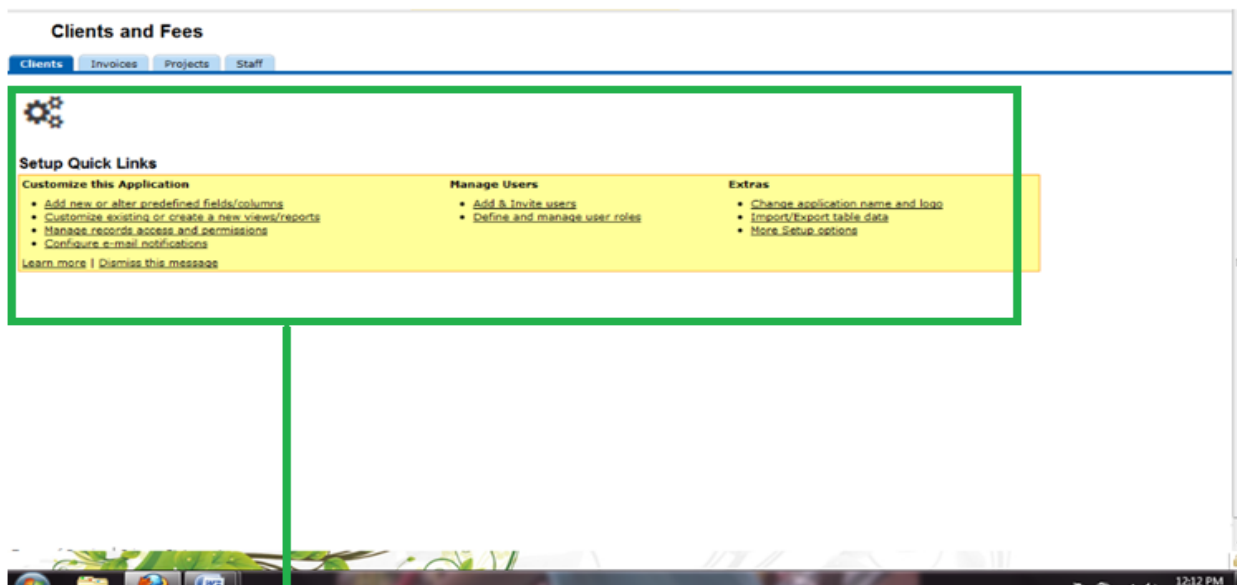 Clients and Fees
Clients Invoices Projects Staff
Setup Quick Links
Customize this Application
Add new or alter predefined fields/columns
Customize existing or create a new views/reports
Manage records access and permissions
Configure e-mail notifications
Learn more | Dismiss this message
Manage Users
Add & Invite users
Define and manage user roles
Extras
Change application name and logo
Import/Export table data
More Setup options
12:12 PM